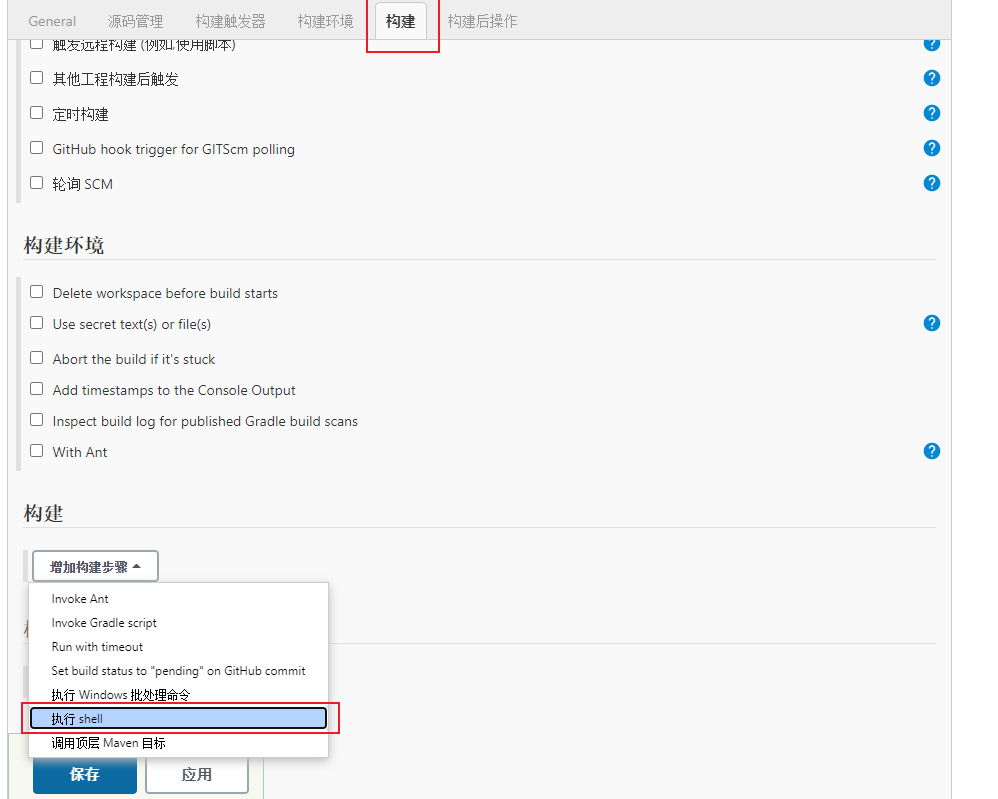 General 源码管理 构建触发器 构建环境 构建 构建后操作
触发远程构建 (例如,使用脚本)
其他工程构建后触发
定时构建
GitHub hook trigger for GITScm polling
轮询 SCM
构建环境
Delete workspace before build starts
Use secret text(s) or file(s)
Abort the build if it's stuck
Add timestamps to the Console Output
Inspect build log for published Gradle build scans
With Ant
构建
增加构建步骤
Invoke Ant
Invoke Gradle script
Run with timeout
Set build status to "pending" on GitHub commit
执行 Windows 批处理命令
执行 shell
调用顶层 Maven 目标
保存 应用